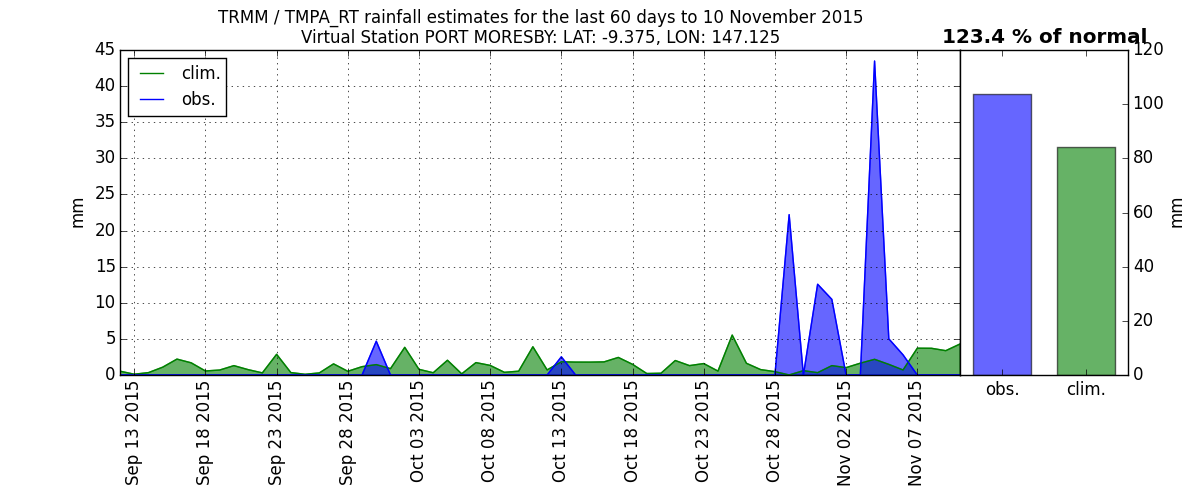 TRMM / TMPA_RT rainfall estimates for the last 60 days to 10 November 2015
Virtual Station PORT MORESBY: LAT: -9.375, LON: 147.125
123.4 % of normal
clim.
obs.
mm
45
40
35
30
25
20
15
10
5
0
Sep 13 2015
Sep 18 2015
Sep 23 2015
Sep 28 2015
Oct 03 2015
Oct 08 2015
Oct 13 2015
Oct 18 2015
Oct 23 2015
Oct 28 2015
Nov 02 2015
Nov 07 2015
obs.
clim.
120
100
80
60
40
20
0
mm